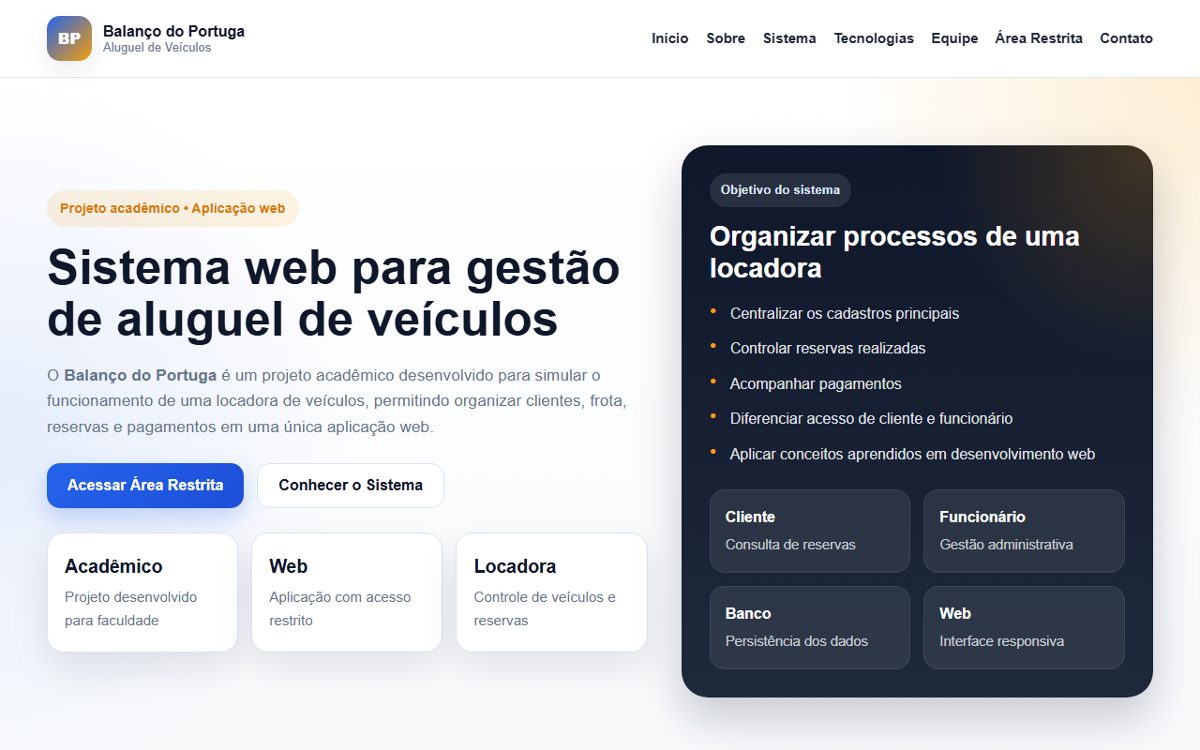 BP
Balanço do Portuga
Aluguel de Veículos
Início
Sobre
Sistema
Tecnologias
Equipe
Área Restrita
Contato
Projeto acadêmico • Aplicação web
Sistema web para gestão
de aluguel de veículos
O Balanço do Portuga é um projeto acadêmico desenvolvido para simular o
funcionamento de uma locadora de veículos, permitindo organizar clientes, frota,
reservas e pagamentos em uma única aplicação web.
Acessar Área Restrita
Conhecer o Sistema
Acadêmico
Projeto desenvolvido
para faculdade
Web
Aplicação com acesso
restrito
Locadora
Controle de veículos e
reservas
Objetivo do sistema
Organizar processos de uma
locadora
• Centralizar os cadastros principais
• Controlar reservas realizadas
• Acompanhar pagamentos
• Diferenciar acesso de cliente e funcionário
• Aplicar conceitos aprendidos em desenvolvimento web
Cliente
Consulta de reservas
Funcionário
Gestão administrativa
Banco
Persistência dos dados
Web
Interface responsiva